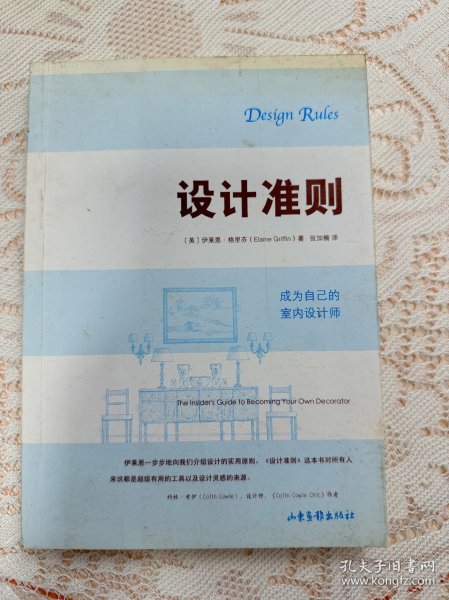 Design Rules
设计准则
[美]伊莱恩·格里芬(Elaine Griffin)著 张加楠 译
成为自己的
室内设计师
The Insider's Guide to Becoming Your Own Decorator
伊莱恩一步步地向我们介绍设计的实用原则，《设计准则》这本书对所有人
来说都是超级有用的工具以及设计灵感的来源。
科林·考伊(Colin Cowie)，设计师，《Colin Cowie Chic》作者
山东画报出版社
孔夫子旧书网
www.kongfz.com